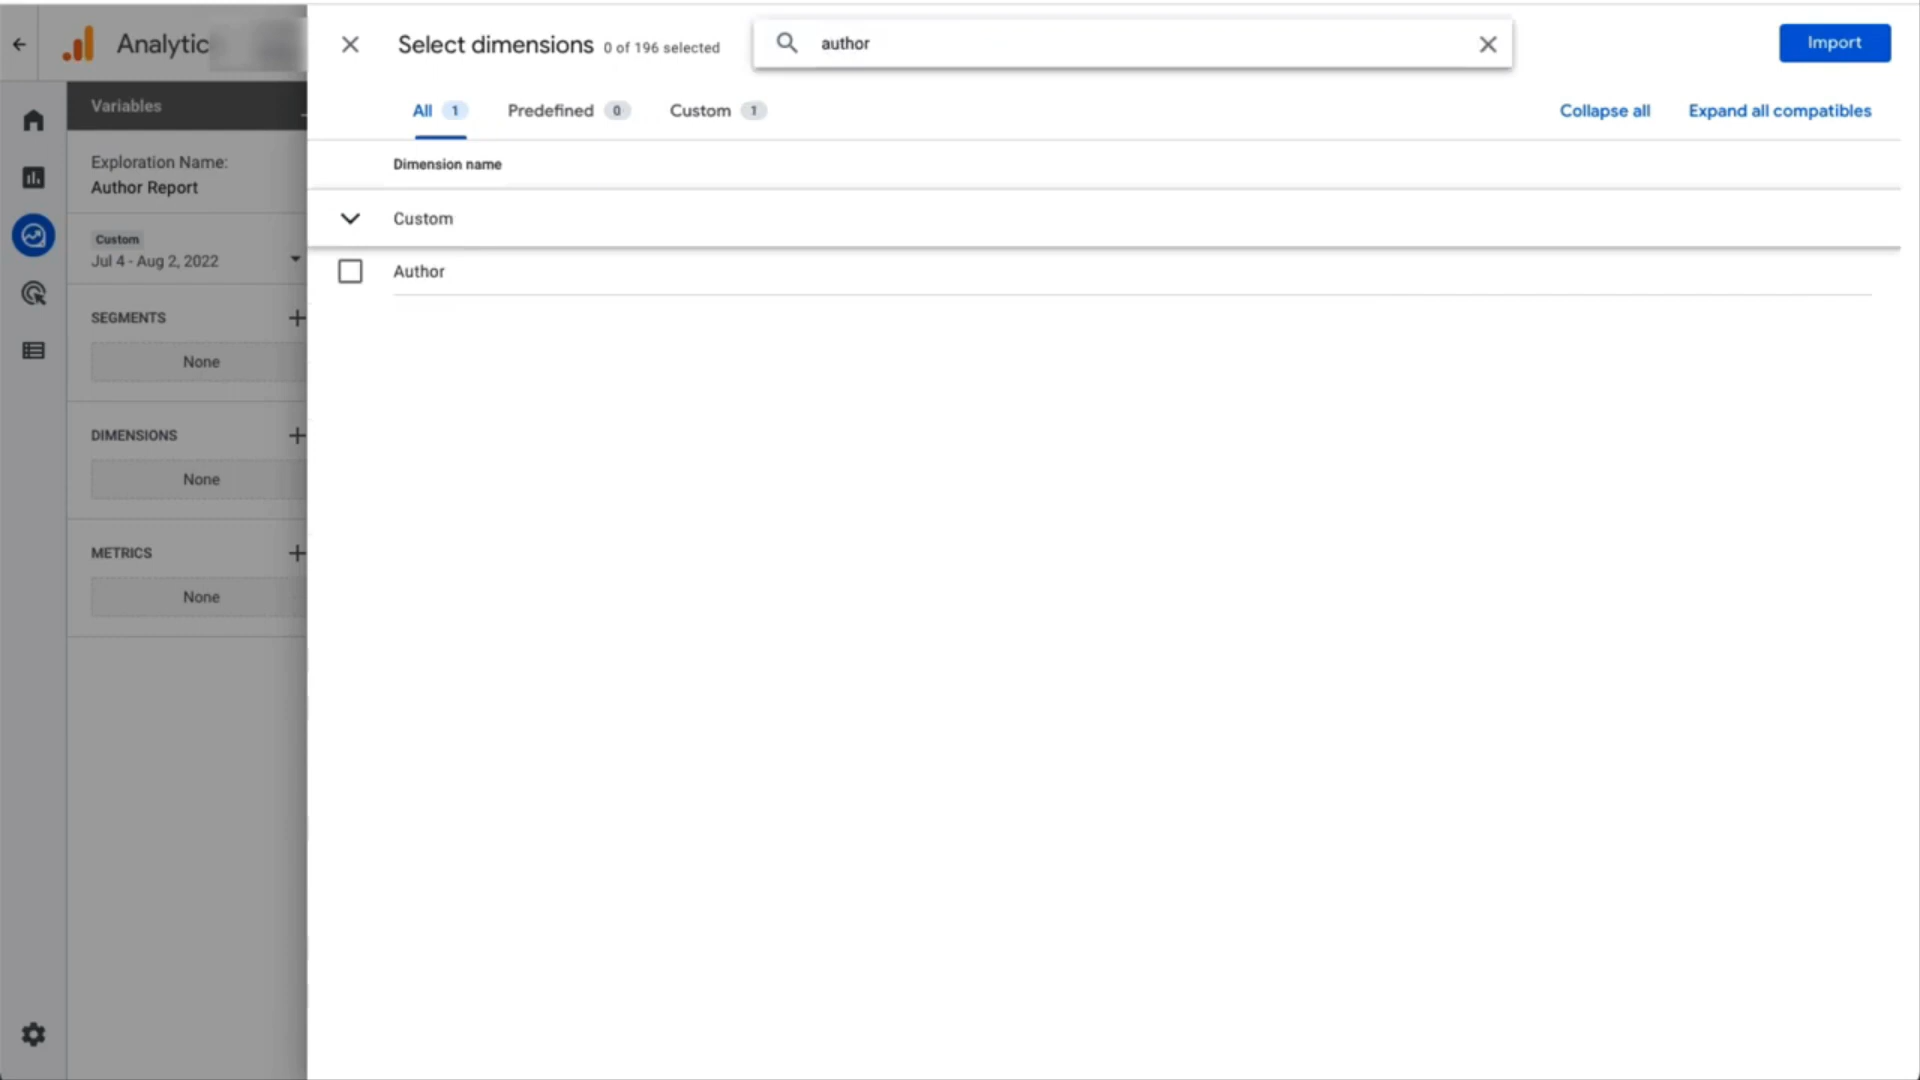 Analytic
Select dimensions 0 of 196 selected
author
Import
All 1
Predefined 0
Custom 1
Collapse all
Expand all compatibles
Variables
Exploration Name:
Author Report
Custom
Jul 4 - Aug 2, 2022
SEGMENTS
None
DIMENSIONS
None
METRICS
None
Dimension name
Custom
Author